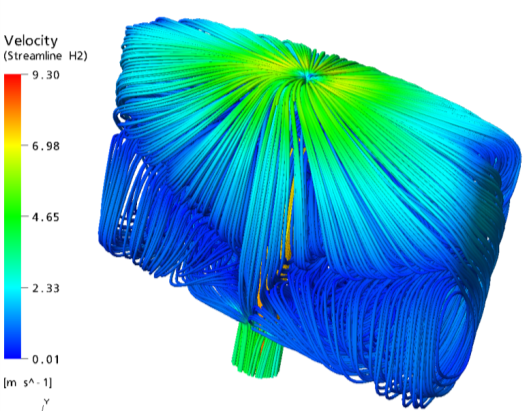 Velocity
(Streamline H2)
9.30
6.98
4.65
2.33
0.01
[m s^-1]
Y